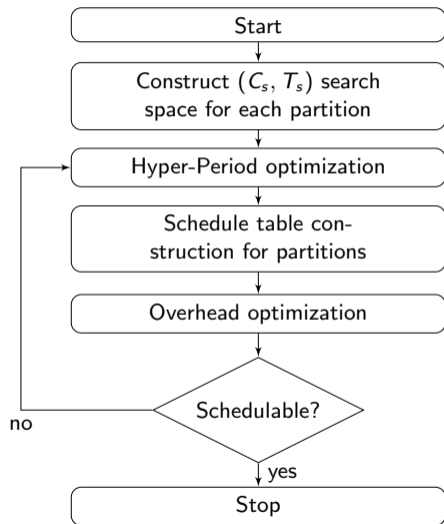 Start
Construct (Cₛ, Tₛ) search
space for each partition
Hyper-Period optimization
Schedule table con-
struction for partitions
Overhead optimization
Schedulable?
no
yes
Stop